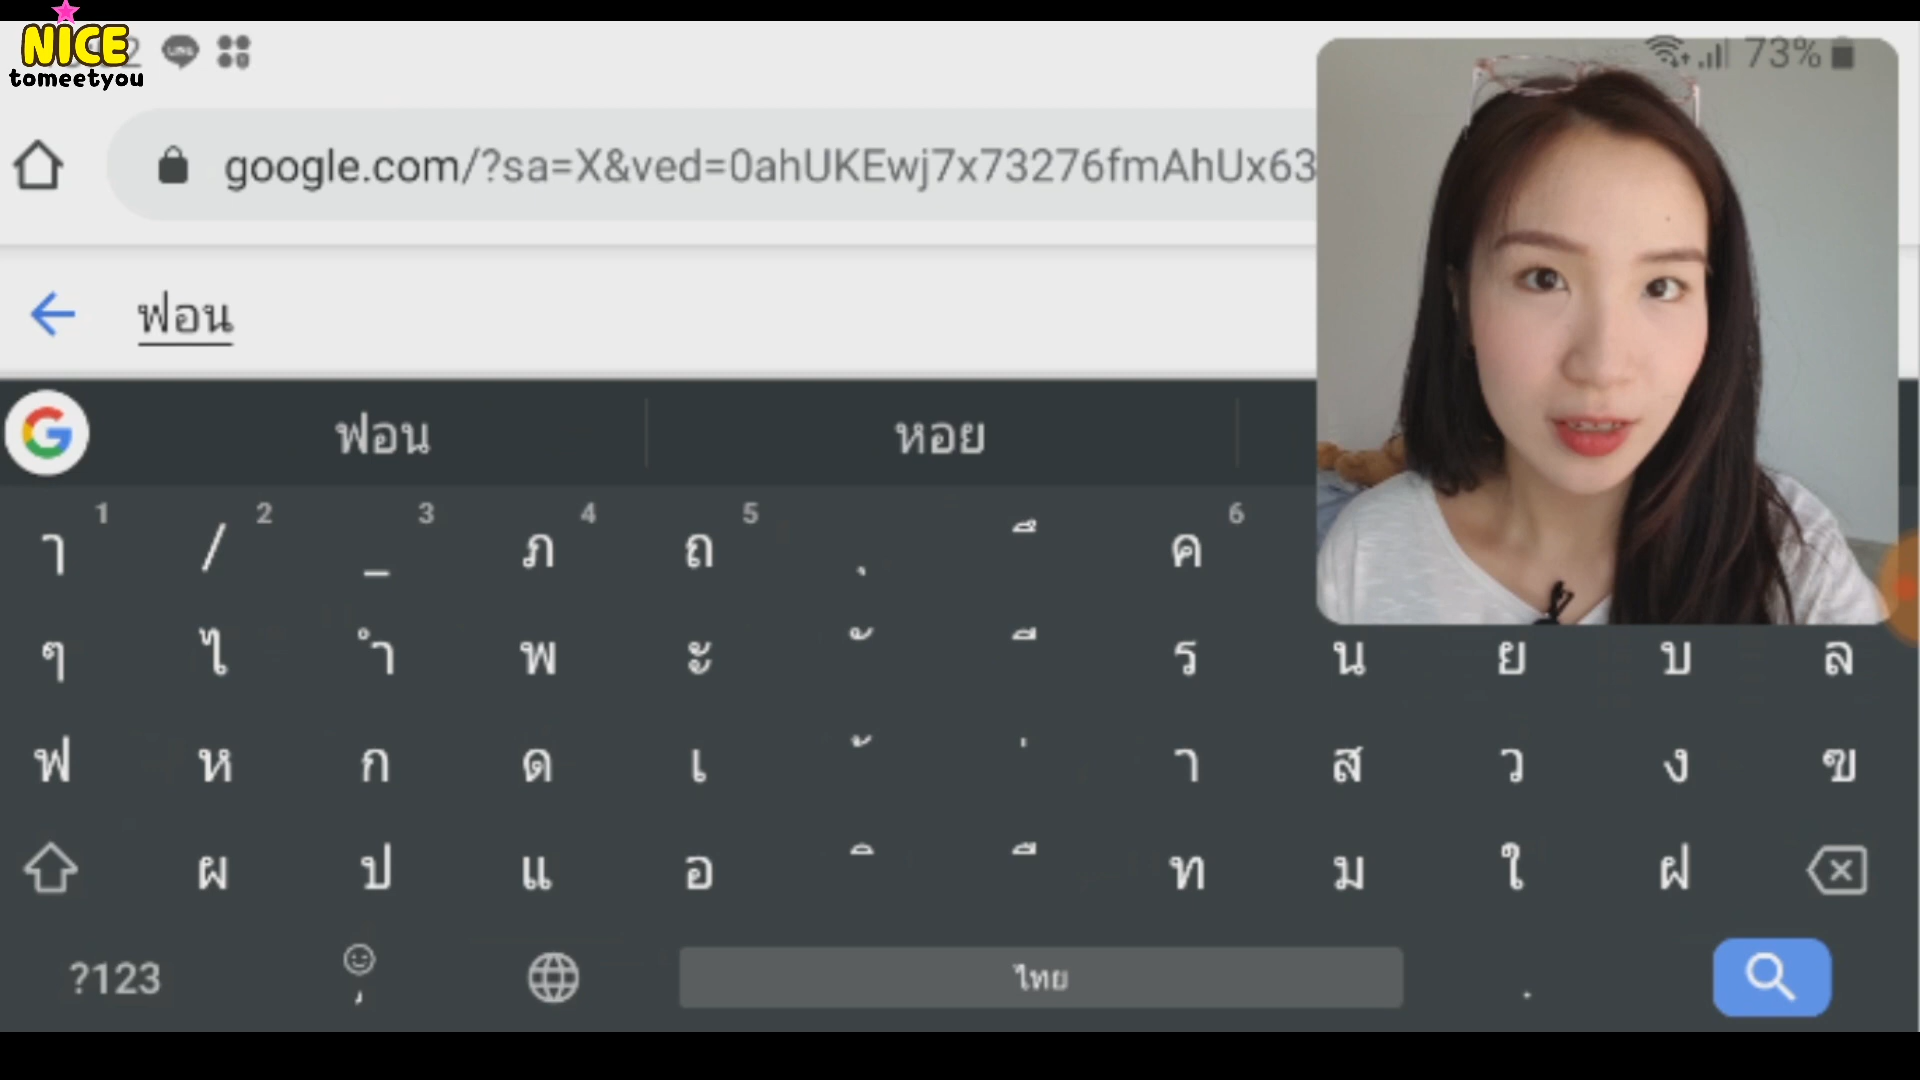 NICE
tomeetyou
73%
google.com/?sa=X&ved=0ahUKEwj7x73276fmAhUx63
ฟอน
ฟอน หอย
ๅ 1 / 2 _ 3 ภ 4 ถ 5 ุ ึ ค 6
ๆ ไ ำ พ ะ ั ี ร น ย บ ล
ฟ ห ก ด เ ้ ่ า ส ว ง ฃ
ผ ป แ อ ิ ื ท ม ใ ฝ
?123 , ไทย .